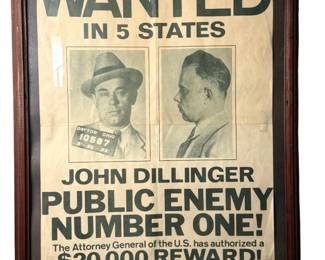 WANTED
IN 5 STATES
DAYTON OHIO
10587
JOHN DILLINGER
PUBLIC ENEMY
NUMBER ONE!
The Attorney General of the U.S. has authorized a
$20,000 REWARD!